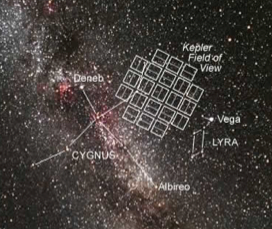 Kepler
Field of
View
Deneb
Vega
LYRA
CYGNUS
Albireo